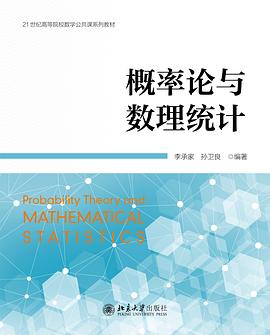 21世纪高等院校数学公共课系列教材
概率论与
数理统计
李承家 孙卫良 编著
Probability Theory and
MATHEMATICAL
STATISTICS
北京大学出版社
PEKING UNIVERSITY PRESS